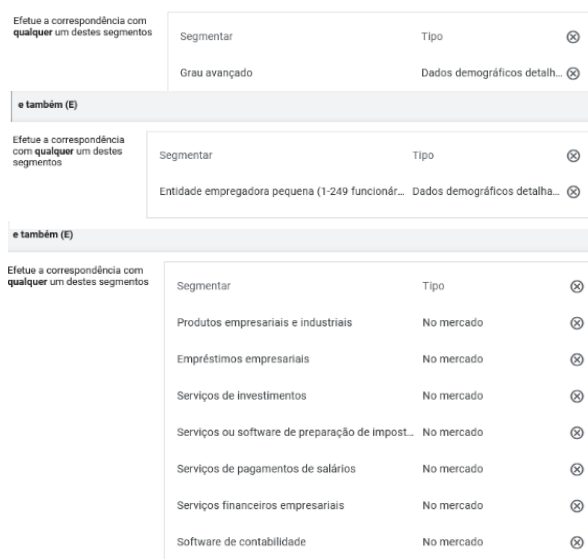 Efetue a correspondência com
qualquer um destes segmentos
Segmentar Tipo
Grau avançado Dados demográficos detalh...
e também (E)
Efetue a correspondência
com qualquer um destes
segmentos
Segmentar Tipo
Entidade empregadora pequena (1-249 funcionár... Dados demográficos detalha...
e também (E)
Efetue a correspondência com
qualquer um destes segmentos
Segmentar Tipo
Produtos empresariais e industriais No mercado
Empréstimos empresariais No mercado
Serviços de investimentos No mercado
Serviços ou software de preparação de impost... No mercado
Serviços de pagamentos de salários No mercado
Serviços financeiros empresariais No mercado
Software de contabilidade No mercado